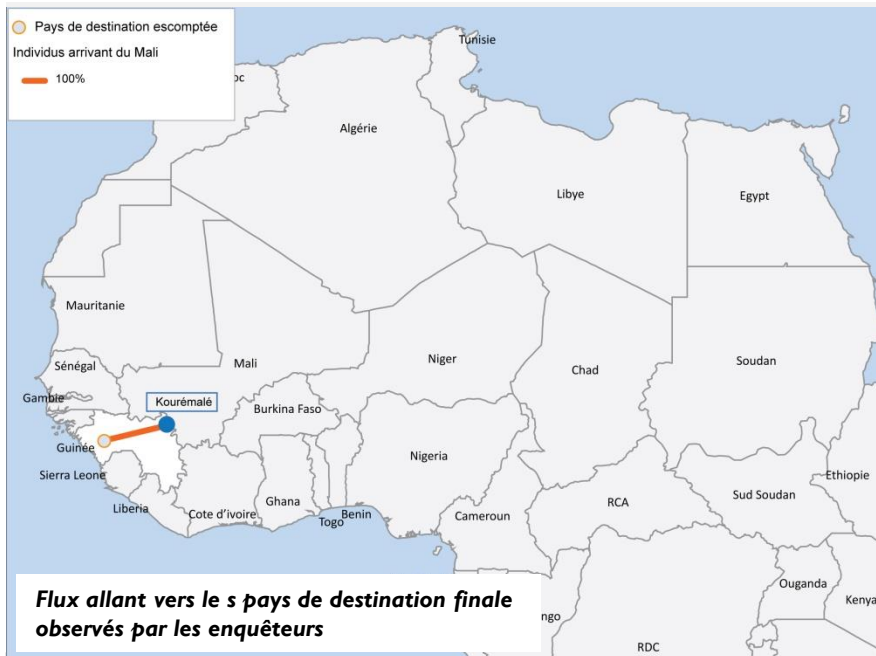 Pays de destination escomptée
Individus arrivant du Mali
100%
oc
Tunisie
Algérie
Libye
Egypt
Mauritanie
Mali
Niger
Chad
Soudan
Sénégal
Gambie
Kourémalé
Burkina Faso
Guinée
Nigeria
Sierra Leone
Liberia
Cote d'ivoire
Ghana
Togo
Benin
Cameroun
RCA
Sud Soudan
Ethiopie
Ouganda
Kenya
ngo
RDC
Flux allant vers le s pays de destination finale
observés par les enquêteurs